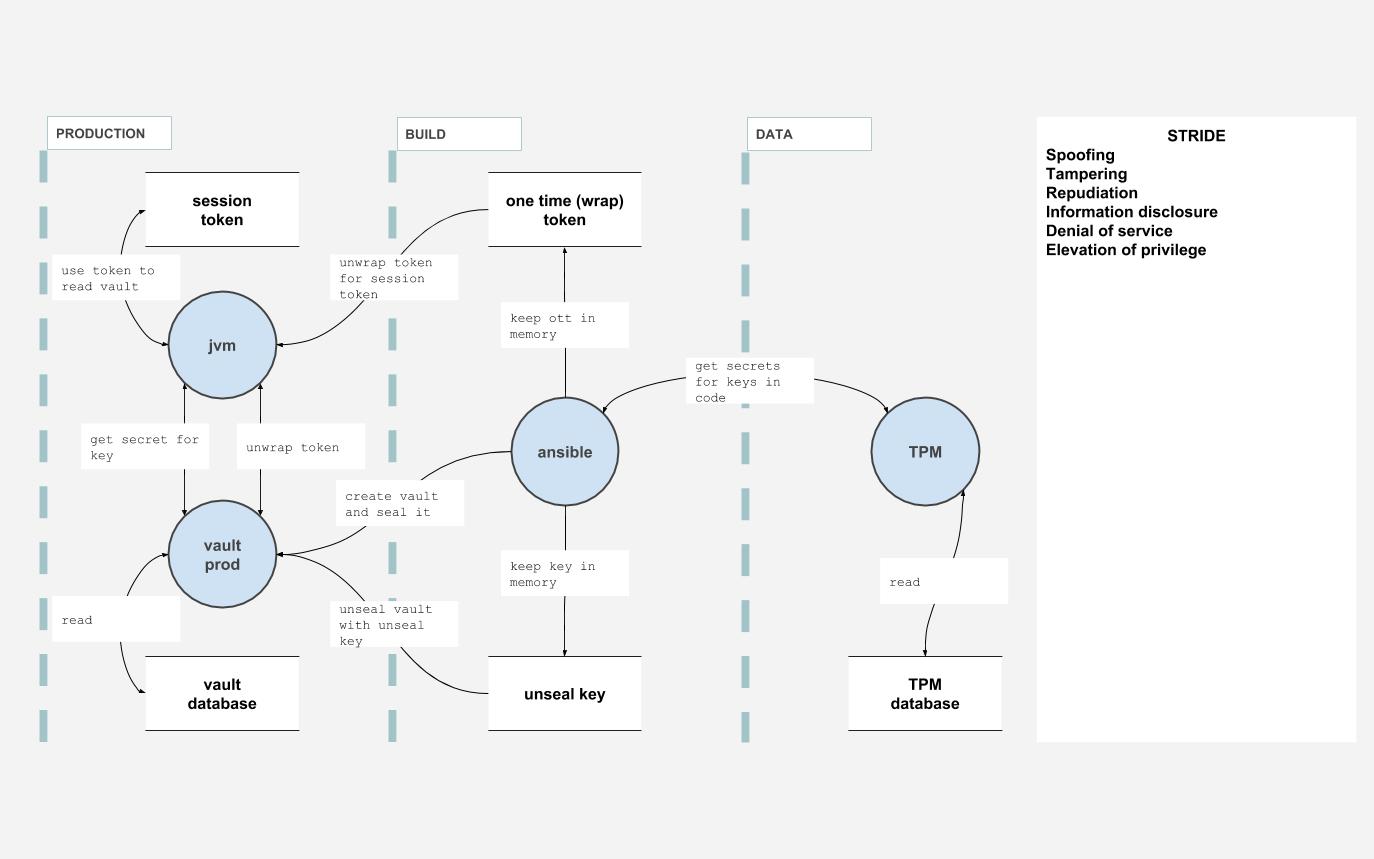 PRODUCTION
BUILD
DATA
STRIDE
Spoofing
Tampering
Repudiation
Information disclosure
Denial of service
Elevation of privilege
session
token
one time (wrap)
token
use token to
read vault
unwrap token
for session
token
keep ott in
memory
jvm
get secrets
for keys in
code
get secret for
key
unwrap token
ansible
TPM
create vault
and seal it
vault
prod
keep key in
memory
read
read
unseal vault
with unseal
key
vault
database
unseal key
TPM
database